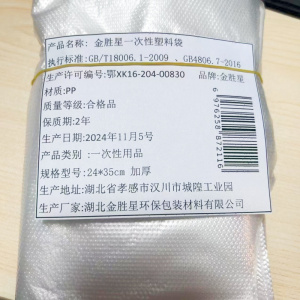 产品名称: 金胜星一次性塑料袋
执行标准:GB/T18006.1-2009 、GB4806.7-2016
生产许可编号:鄂XK16-204-00830 品牌:金胜星
材质:PP
质量等级:合格品
保质期:2年
生产日期:2024年11月5号
产品类别 :一次性用品
规格型号:24*35cm 加厚
生产地址:湖北省孝感市汉川市城隍工业园
生产厂家:湖北金胜星环保包装材料有限公司
6976258872116